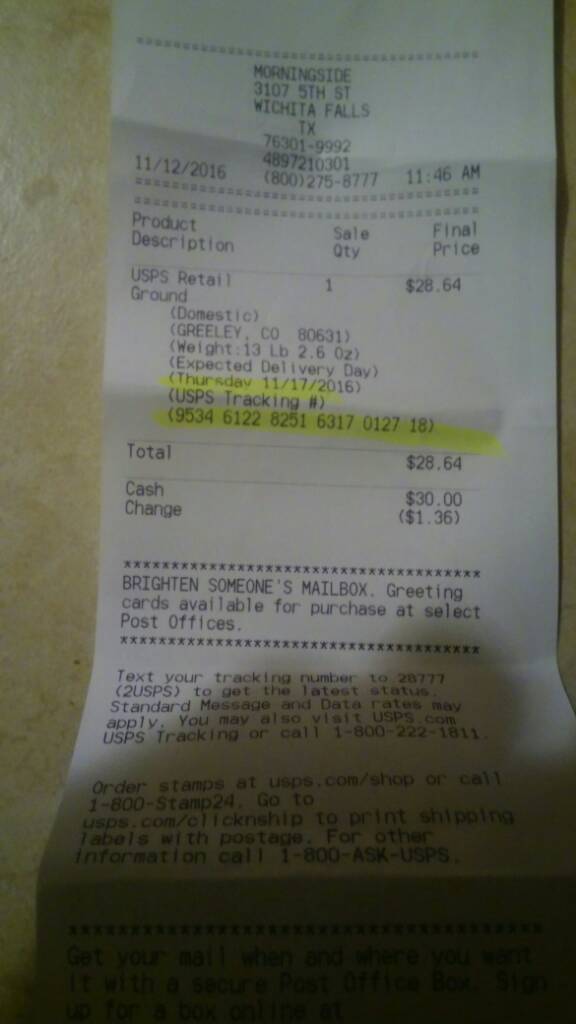 ****************************************
MORNINGSIDE
3107 5TH ST
WICHITA FALLS
TX
76301-9992
4897210301
11/12/2016 (800)275-8777 11:46 AM
========================================
========================================
Product Sale Final
Description Qty Price
USPS Retail 1 $28.64
Ground
(Domestic)
(GREELEY, CO 80631)
(Weight:13 Lb 2.6 Oz)
(Expected Delivery Day)
(Thursday 11/17/2016)
(USPS Tracking #)
(9534 6122 8251 6317 0127 18)
Total $28.64
Cash $30.00
Change ($1.36)
****************************************
BRIGHTEN SOMEONE'S MAILBOX. Greeting
cards available for purchase at select
Post Offices.
****************************************
Text your tracking number to 28777
(2USPS) to get the latest status.
Standard Message and Data rates may
apply. You may also visit USPS.com
USPS Tracking or call 1-800-222-1811.
Order stamps at usps.com/shop or call
1-800-Stamp24. Go to
usps.com/clicknship to print shipping
labels with postage. For other
information call 1-800-ASK-USPS.
****************************************
Get your mail when and where you want
it with a secure Post Office Box. Sign
up for a box online at